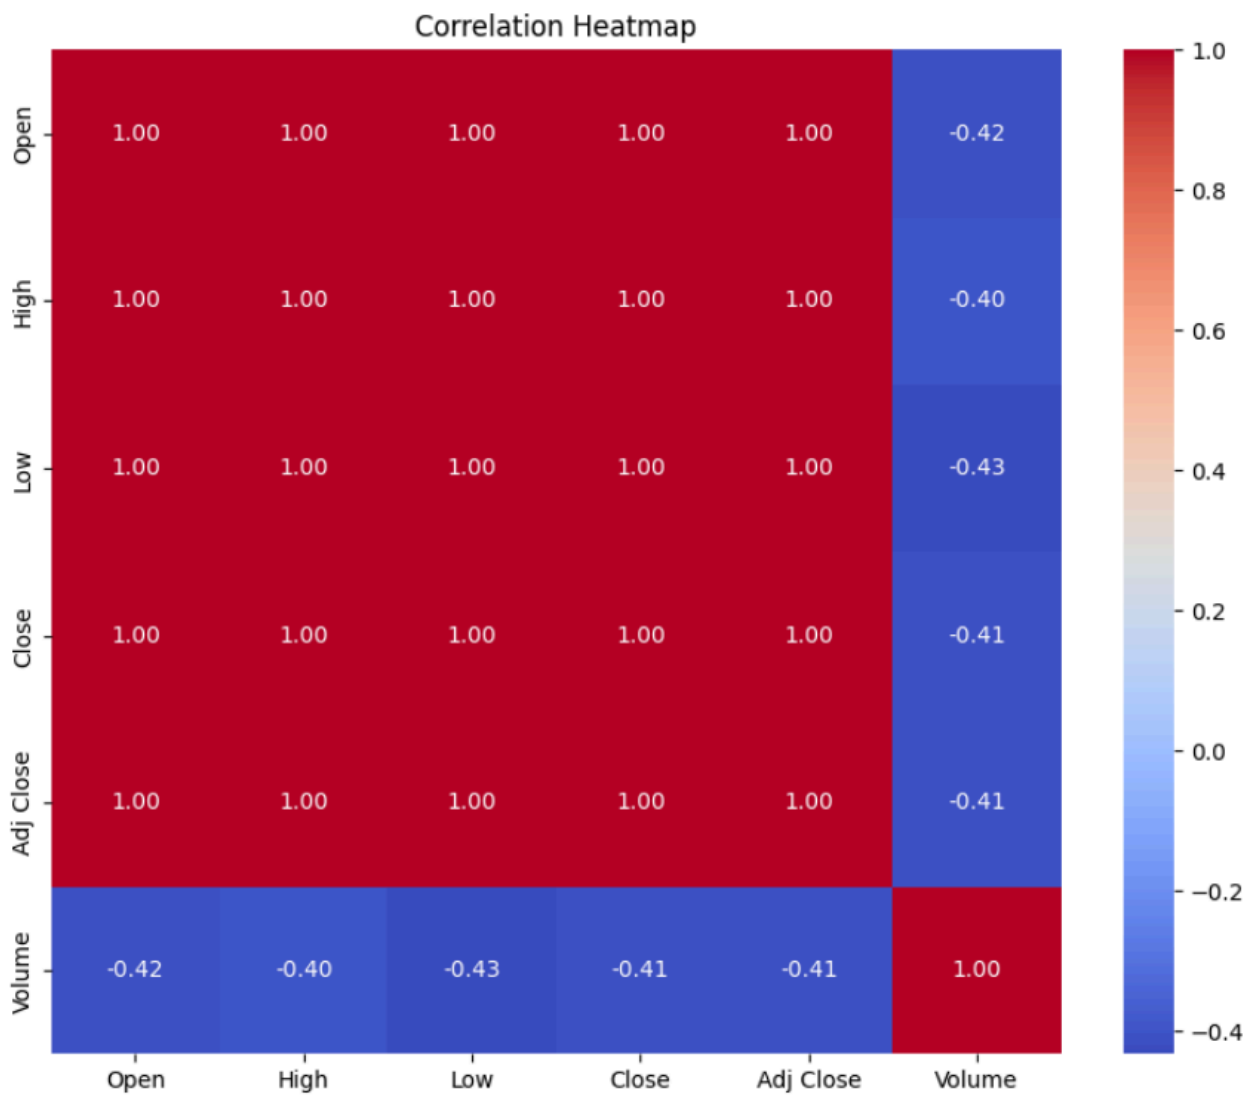 Correlation Heatmap
Open 1.00 1.00 1.00 1.00 1.00 -0.42
High 1.00 1.00 1.00 1.00 1.00 -0.40
Low 1.00 1.00 1.00 1.00 1.00 -0.43
Close 1.00 1.00 1.00 1.00 1.00 -0.41
Adj Close 1.00 1.00 1.00 1.00 1.00 -0.41
Volume -0.42 -0.40 -0.43 -0.41 -0.41 1.00
Open High Low Close Adj Close Volume
1.0
0.8
0.6
0.4
0.2
0.0
−0.2
−0.4